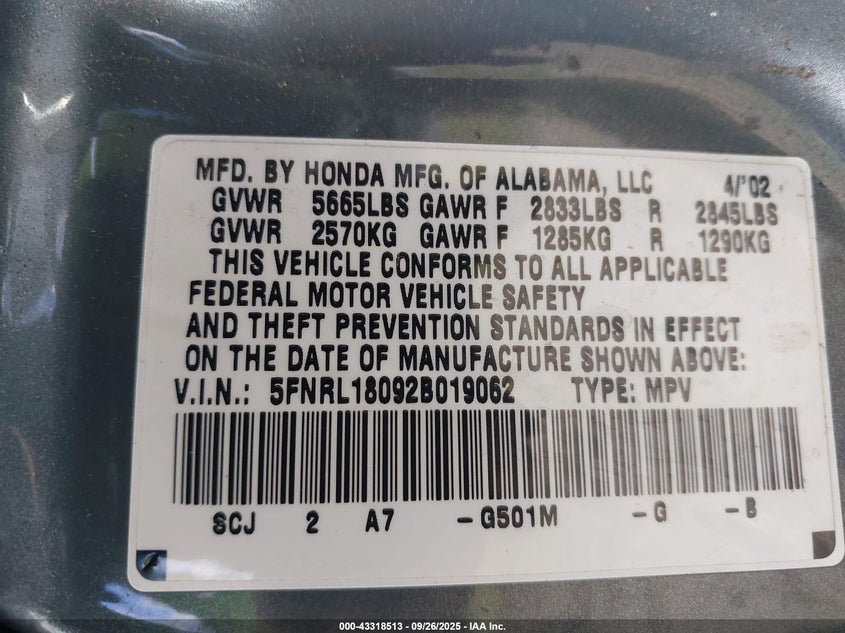 MFD. BY HONDA MFG. OF ALABAMA, LLC 4/'02
GVWR 5665LBS GAWR F 2833LBS R 2845LBS
GVWR 2570KG GAWR F 1285KG R 1290KG
THIS VEHICLE CONFORMS TO ALL APPLICABLE
FEDERAL MOTOR VEHICLE SAFETY
AND THEFT PREVENTION STANDARDS IN EFFECT
ON THE DATE OF MANUFACTURE SHOWN ABOVE:
V.I.N.: 5FNRL18092B019062 TYPE: MPV
SCJ 2 A7 -G501M -G -B
000-43318513 - 09/26/2025 - IAA Inc.